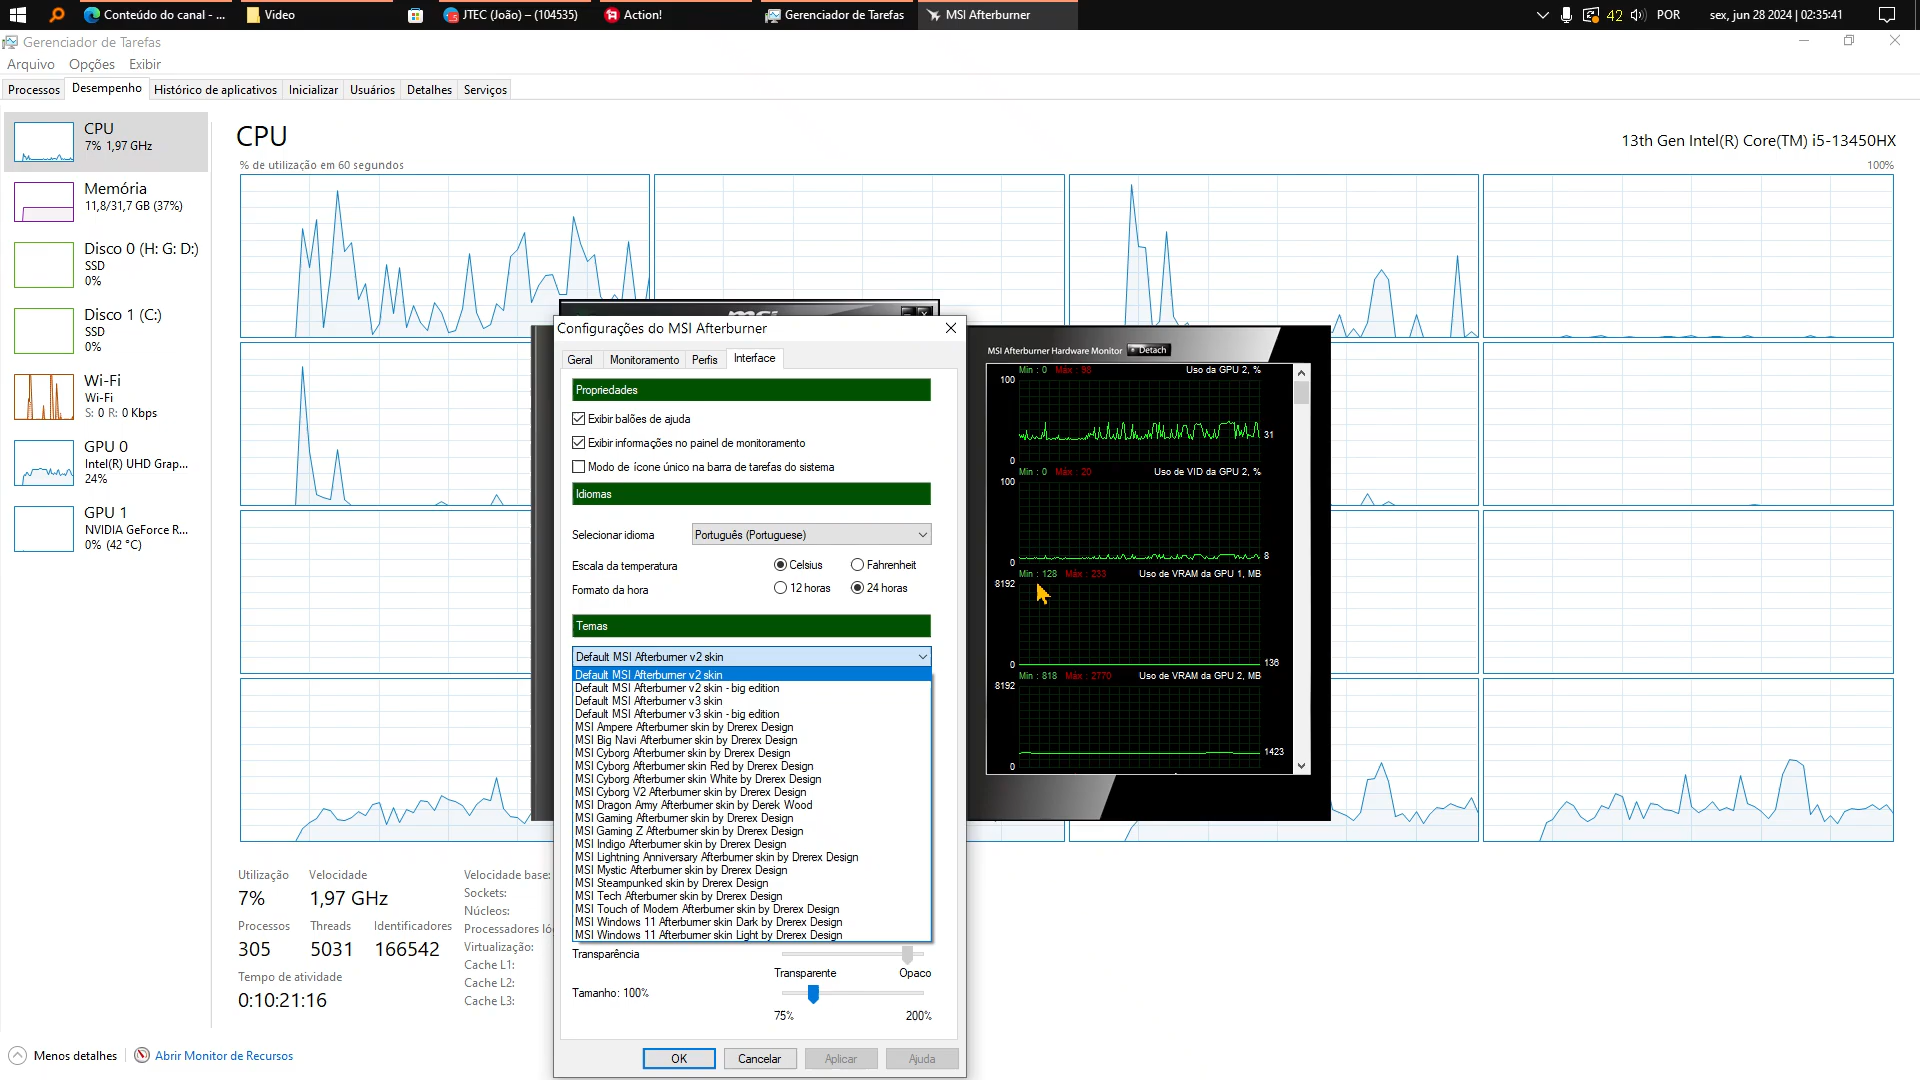 Conteúdo do canal - ...
Video
JTEC (João) – (104535)
Action!
Gerenciador de Tarefas
MSI Afterburner
42
POR
sex, jun 28 2024 | 02:35:41
Gerenciador de Tarefas
Arquivo Opções Exibir
Processos Desempenho Histórico de aplicativos Inicializar Usuários Detalhes Serviços
CPU
7% 1,97 GHz
Memória
11,8/31,7 GB (37%)
Disco 0 (H: G: D:)
SSD
0%
Disco 1 (C:)
SSD
0%
Wi-Fi
Wi-Fi
S: 0 R: 0 Kbps
GPU 0
Intel(R) UHD Grap...
24%
GPU 1
NVIDIA GeForce R...
0% (42 °C)
CPU
13th Gen Intel(R) Core(TM) i5-13450HX
% de utilização em 60 segundos
100%
Configurações do MSI Afterburner
Geral Monitoramento Perfis Interface
Propriedades
Exibir balões de ajuda
Exibir informações no painel de monitoramento
Modo de ícone único na barra de tarefas do sistema
Idiomas
Selecionar idioma Português (Portuguese)
Escala da temperatura Celsius Fahrenheit
Formato da hora 12 horas 24 horas
Temas
Default MSI Afterburner v2 skin
Default MSI Afterburner v2 skin
Default MSI Afterburner v2 skin - big edition
Default MSI Afterburner v3 skin
Default MSI Afterburner v3 skin - big edition
MSI Ampere Afterburner skin by Drerex Design
MSI Big Navi Afterburner skin by Drerex Design
MSI Cyborg Afterburner skin by Drerex Design
MSI Cyborg Afterburner skin Red by Drerex Design
MSI Cyborg Afterburner skin White by Drerex Design
MSI Cyborg V2 Afterburner skin by Drerex Design
MSI Dragon Army Afterburner skin by Derek Wood
MSI Gaming Afterburner skin by Drerex Design
MSI Gaming Z Afterburner skin by Drerex Design
MSI Indigo Afterburner skin by Drerex Design
MSI Lightning Anniversary Afterburner skin by Drerex Design
MSI Mystic Afterburner skin by Drerex Design
MSI Steampunked skin by Drerex Design
MSI Tech Afterburner skin by Drerex Design
MSI Touch of Modern Afterburner skin by Drerex Design
MSI Windows 11 Afterburner skin Dark by Drerex Design
MSI Windows 11 Afterburner skin Light by Drerex Design
Transparência
Transparente Opaco
Tamanho: 100%
75% 200%
OK Cancelar Aplicar Ajuda
MSI Afterburner Hardware Monitor Detach
Min : 0 Máx : 98 Uso da GPU 2, %
100
31
0
Min : 0 Máx : 20 Uso de VID da GPU 2, %
100
8
0
Min : 128 Máx : 233 Uso de VRAM da GPU 1, MB
8192
136
0
Min : 818 Máx : 2770 Uso de VRAM da GPU 2, MB
8192
1423
0
Utilização Velocidade
7% 1,97 GHz
Processos Threads Identificadores
305 5031 166542
Tempo de atividade
0:10:21:16
Velocidade base:
Sockets:
Núcleos:
Processadores ló
Virtualização:
Cache L1:
Cache L2:
Cache L3:
Menos detalhes Abrir Monitor de Recursos